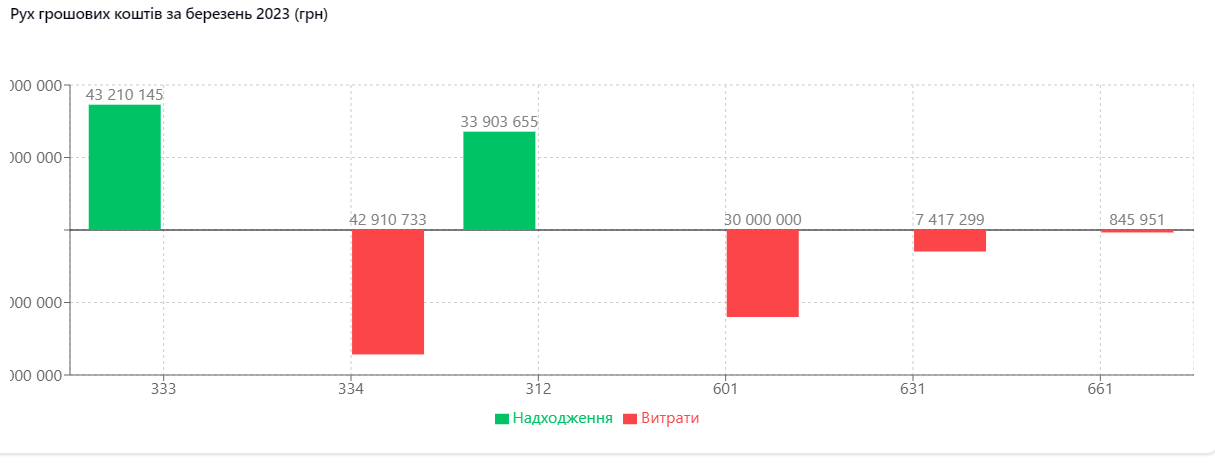 Рух грошових коштів за березень 2023 (грн)
000 000
43 210 145
33 903 655
000 000
42 910 733
30 000 000
7 417 299
845 951
000 000
000 000
333
334
312
601
631
661
Надходження
Витрати